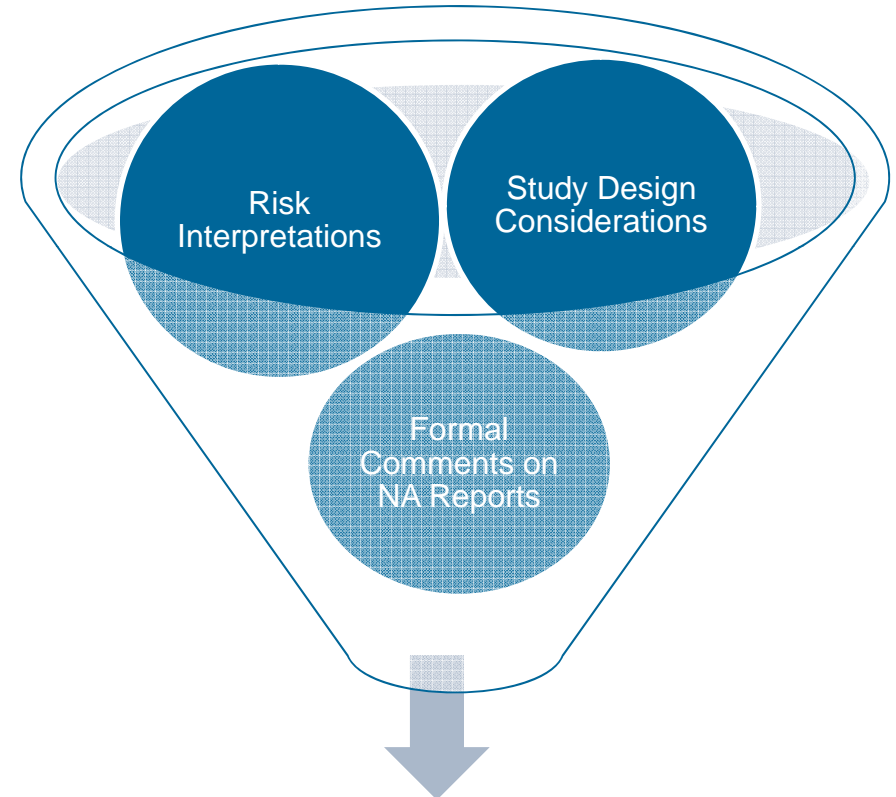 Risk
Interpretations
Study Design
Considerations
Formal
Comments on
NA Reports